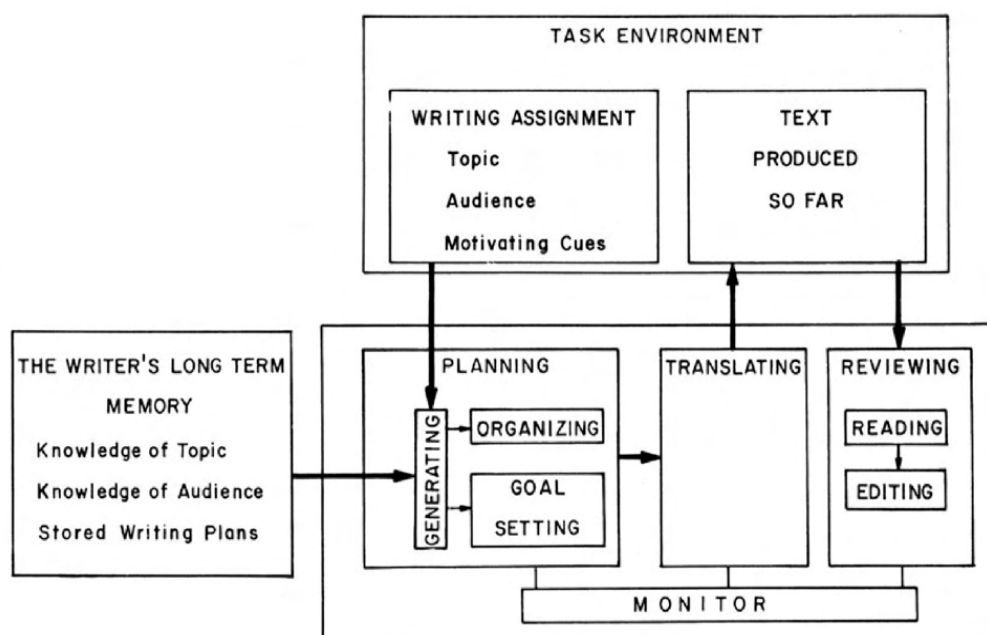 TASK ENVIRONMENT
WRITING ASSIGNMENT
Topic
Audience
Motivating Cues
TEXT
PRODUCED
SO FAR
THE WRITER'S LONG TERM
MEMORY
Knowledge of Topic
Knowledge of Audience
Stored Writing Plans
PLANNING
GENERATING
ORGANIZING
GOAL
SETTING
TRANSLATING
REVIEWING
READING
EDITING
MONITOR